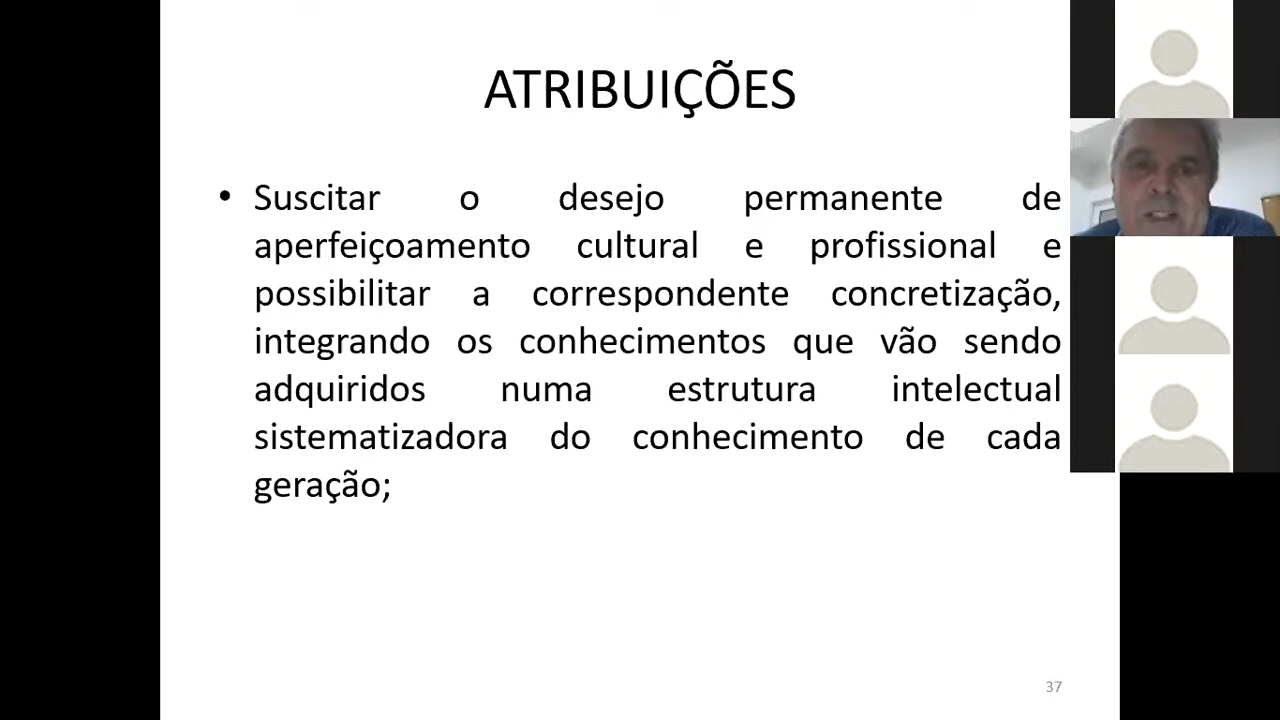 ATRIBUIÇÕES
• Suscitar o desejo permanente de
aperfeiçoamento cultural e profissional e
possibilitar a correspondente concretização,
integrando os conhecimentos que vão sendo
adquiridos numa estrutura intelectual
sistematizadora do conhecimento de cada
geração;
37